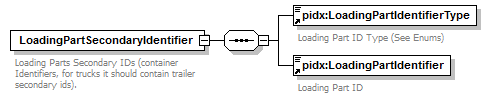 LoadingPartSecondaryIdentifier
Loading Parts Secondary IDs (container
Identifiers, for trucks it should contain trailer
secondary ids).
pidx:LoadingPartIdentifierType
Loading Part ID Type (See Enums)
pidx:LoadingPartIdentifier
Loading Part ID